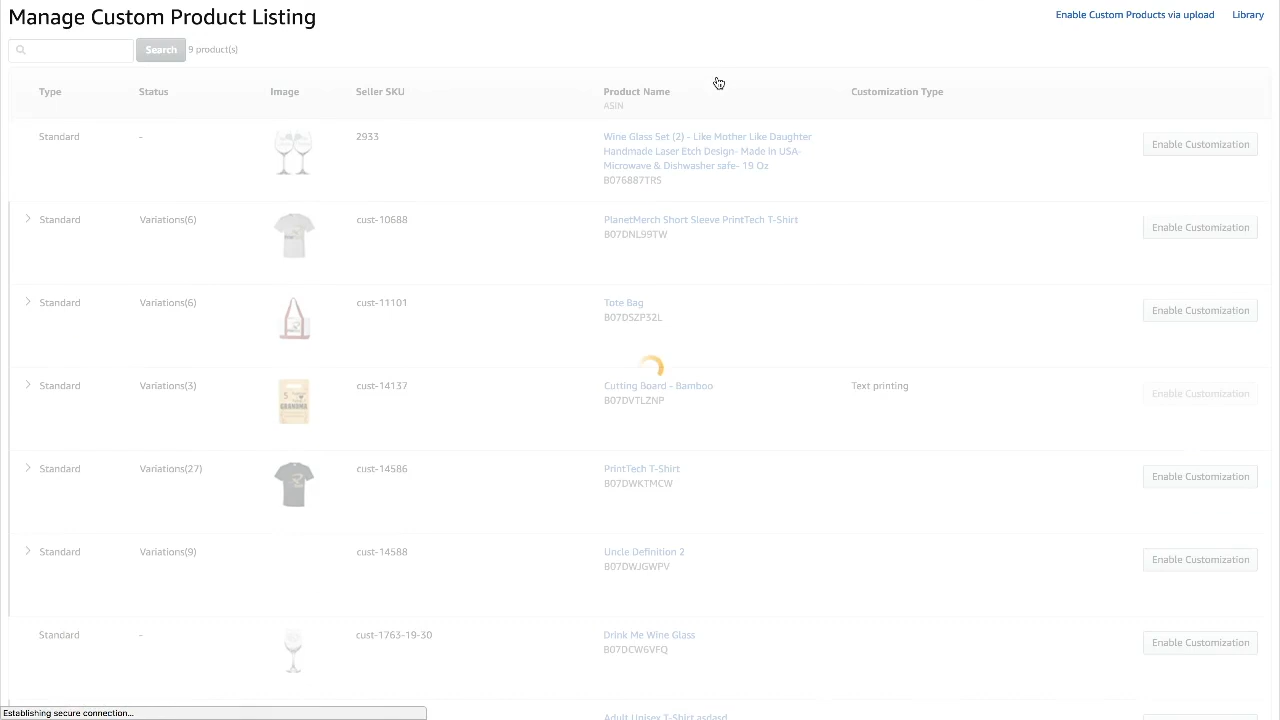 Manage Custom Product Listing
Enable Custom Products via upload
Library
Search
9 product(s)
Type
Status
Image
Seller SKU
Product Name
ASIN
Customization Type
Standard
-
2933
Wine Glass Set (2) - Like Mother Like Daughter
Handmade Laser Etch Design- Made In USA-
Microwave & Dishwasher safe- 19 Oz
B076887TRS
Enable Customization
Standard
Variations(6)
cust-10688
PlanetMerch Short Sleeve PrintTech T-Shirt
B07DNL99TW
Enable Customization
Standard
Variations(6)
cust-11101
Tote Bag
B07DSZP32L
Enable Customization
Standard
Variations(3)
GRANDMA
cust-14137
Cutting Board - Bamboo
B07DVTLZNP
Text printing
Enable Customization
Standard
Variations(27)
cust-14586
PrintTech T-Shirt
B07DWKTMCW
Enable Customization
Standard
Variations(9)
cust-14588
Uncle Definition 2
B07DWJGWPV
Enable Customization
Standard
-
cust-1763-19-30
Drink Me Wine Glass
B07DCW6VFQ
Enable Customization
Adult Unisex T-Shirt asdasd
Establishing secure connection...